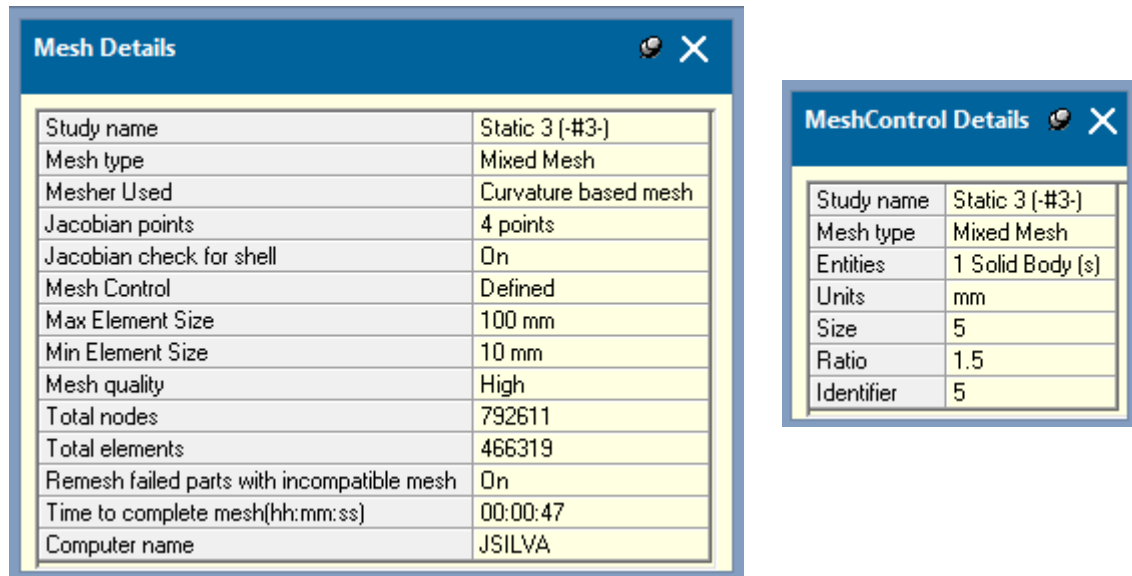 Mesh Details
Study name Static 3 (-#3-)
Mesh type Mixed Mesh
Mesher Used Curvature based mesh
Jacobian points 4 points
Jacobian check for shell On
Mesh Control Defined
Max Element Size 100 mm
Min Element Size 10 mm
Mesh quality High
Total nodes 792611
Total elements 466319
Remesh failed parts with incompatible mesh On
Time to complete mesh(hh:mm:ss) 00:00:47
Computer name JSILVA
MeshControl Details
Study name Static 3 (-#3-)
Mesh type Mixed Mesh
Entities 1 Solid Body (s)
Units mm
Size 5
Ratio 1.5
Identifier 5